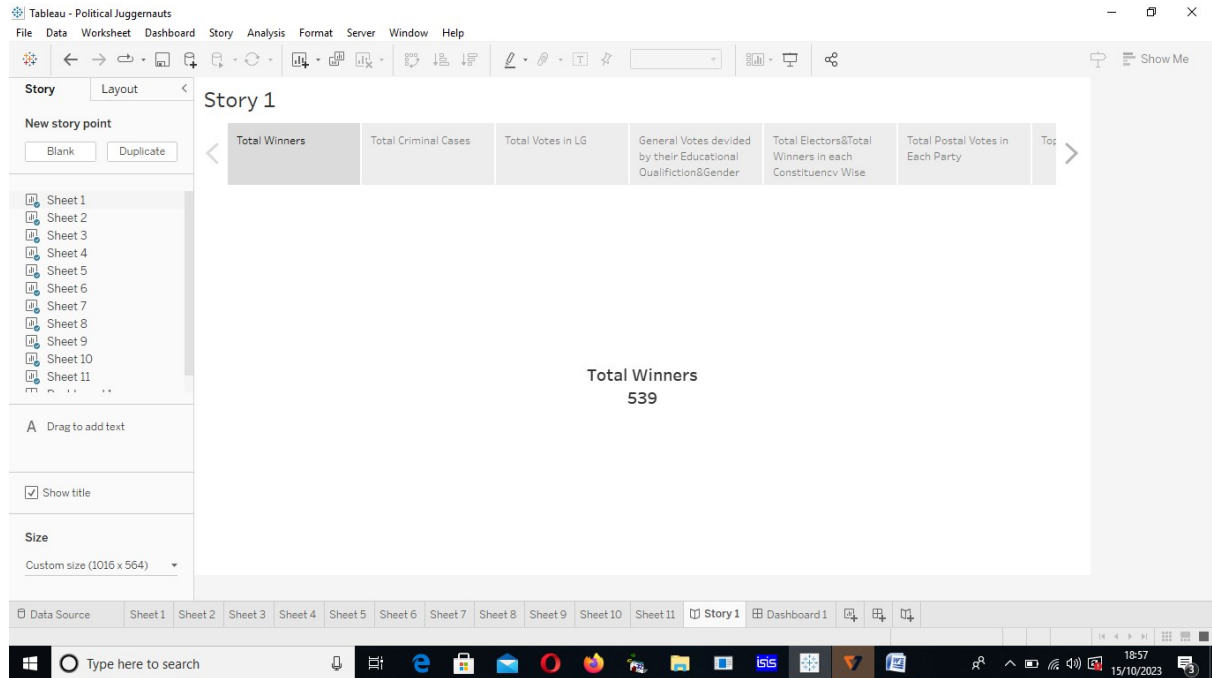 Tableau - Political Juggernauts
File Data Worksheet Dashboard Story Analysis Format Server Window Help
Show Me
Story Layout
New story point
Blank Duplicate
Sheet 1
Sheet 2
Sheet 3
Sheet 4
Sheet 5
Sheet 6
Sheet 7
Sheet 8
Sheet 9
Sheet 10
Sheet 11
A Drag to add text
Show title
Size
Custom size (1016 x 564)
Story 1
Total Winners
Total Criminal Cases
Total Votes in LG
General Votes devided
by their Educational
Qualifiction&Gender
Total Electors&Total
Winners in each
Constituency Wise
Total Postal Votes in
Each Party
Total Winners
539
Data Source Sheet 1 Sheet 2 Sheet 3 Sheet 4 Sheet 5 Sheet 6 Sheet 7 Sheet 8 Sheet 9 Sheet 10 Sheet 11 Story 1 Dashboard 1
Type here to search
isis
18:57
15/10/2023
3